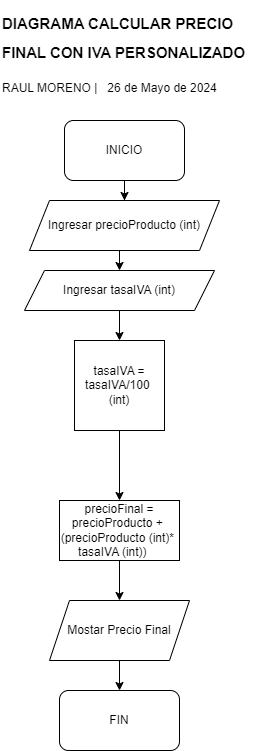 DIAGRAMA CALCULAR PRECIO
FINAL CON IVA PERSONALIZADO
RAUL MORENO | 26 de Mayo de 2024
INICIO
Ingresar precioProducto (int)
Ingresar tasaIVA (int)
tasaIVA =
tasaIVA/100
(int)
precioFinal =
precioProducto +
(precioProducto (int)*
tasaIVA (int))
Mostar Precio Final
FIN